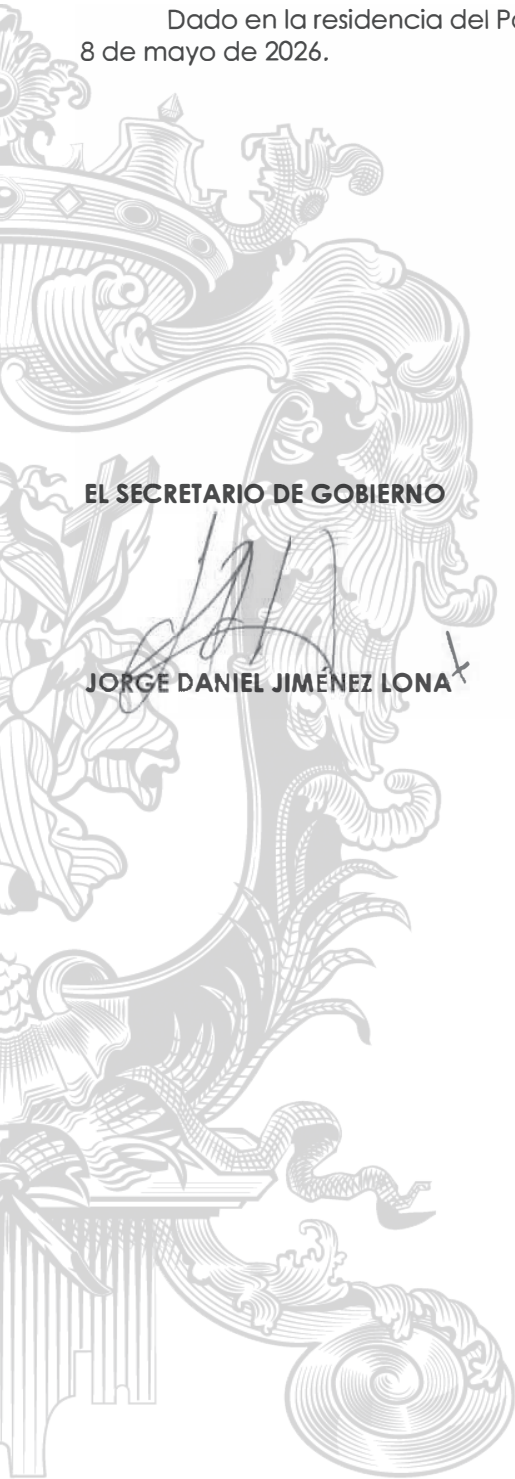 Dado en la residencia del
8 de mayo de 2026.
EL SECRETARIO DE GOBIERNO
JORGE DANIEL JIMÉNEZ LONA